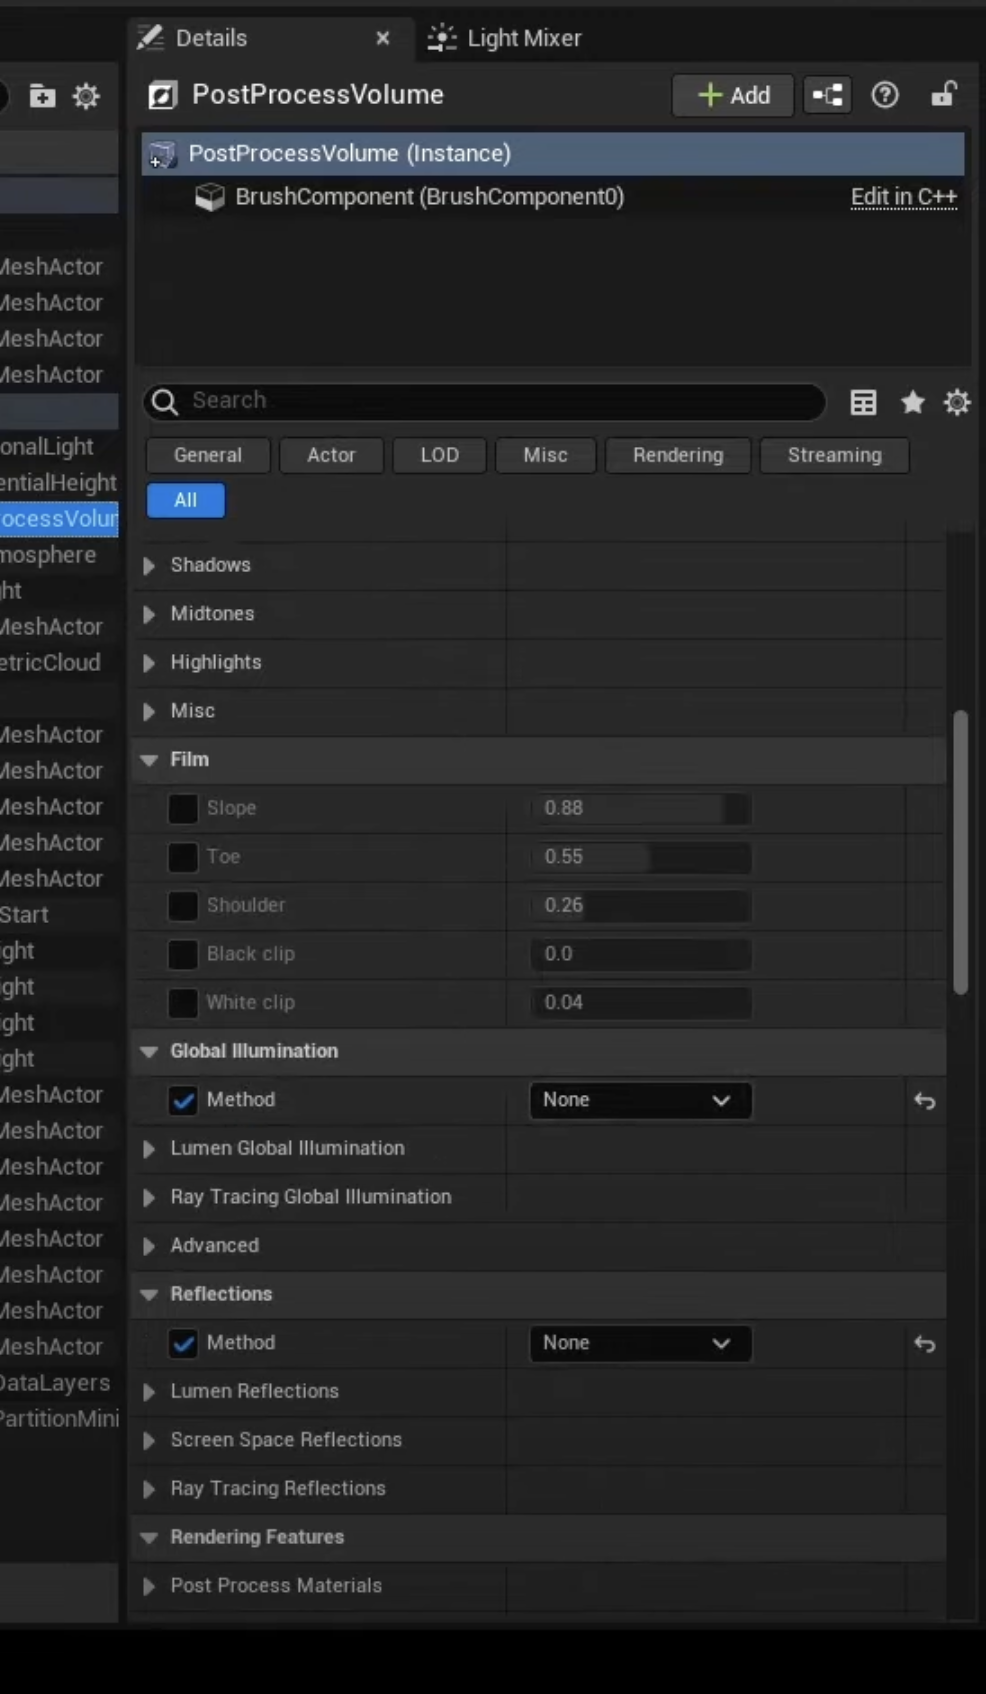 Details
Light Mixer
PostProcessVolume
Add
PostProcessVolume (Instance)
BrushComponent (BrushComponent0)
Edit in C++
MeshActor
MeshActor
MeshActor
MeshActor
Search
onalLight
General
Actor
LOD
Misc
Rendering
Streaming
entialHeight
All
ocessVolum
mosphere
Shadows
ght
MeshActor
Midtones
etricCloud
Highlights
Misc
MeshActor
MeshActor
Film
MeshActor
Slope
0.88
MeshActor
Toe
0.55
MeshActor
Start
Shoulder
0.26
ight
Black clip
0.0
ight
White clip
0.04
ight
ight
Global Illumination
MeshActor
Method
None
MeshActor
Lumen Global Illumination
MeshActor
Ray Tracing Global Illumination
MeshActor
MeshActor
Advanced
MeshActor
Reflections
MeshActor
MeshActor
Method
None
DataLayers
Lumen Reflections
PartitionMini
Screen Space Reflections
Ray Tracing Reflections
Rendering Features
Post Process Materials